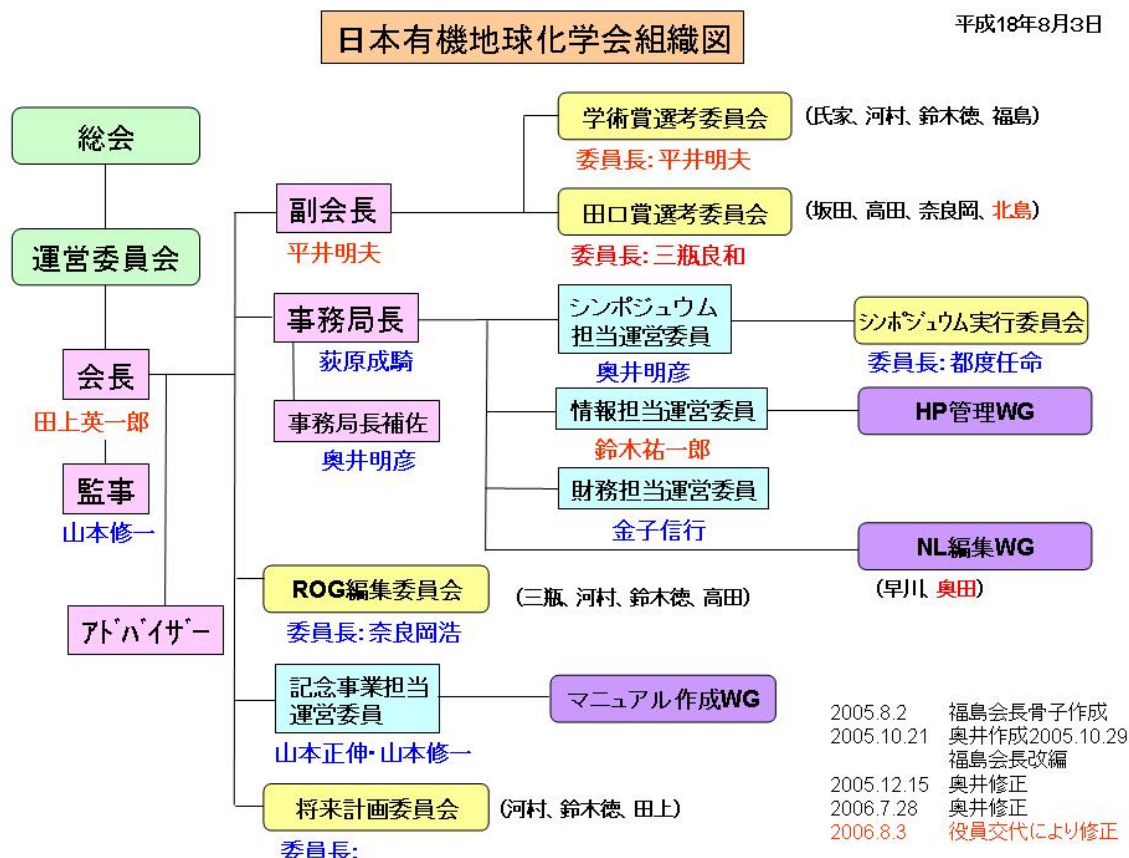 日本有機地球化学会組織図
平成18年8月3日
総会
運営委員会
会長
田上英一郎
監事
山本修一
アドバイザー
副会長
平井明夫
学術賞選考委員会
(氏家、河村、鈴木徳、福島)
委員長：平井明夫
田口賞選考委員会
(坂田、高田、奈良岡、北島)
委員長：三瓶良和
事務局長
荻原成騎
事務局長補佐
奥井明彦
シンポジュウム
担当運営委員
奥井明彦
シンポジュウム実行委員会
委員長：都度任命
情報担当運営委員
鈴木祐一郎
HP管理WG
財務担当運営委員
金子信行
NL編集WG
(早川、奥田)
ROG編集委員会
(三瓶、河村、鈴木徳、高田)
委員長：奈良岡浩
記念事業担当
運営委員
山本正伸・山本修一
マニュアル作成WG
将来計画委員会
(河村、鈴木徳、田上)
委員長：
2005.8.2 福島会長骨子作成
2005.10.21 奥井作成2005.10.29
福島会長改編
2005.12.15 奥井修正
2006.7.28 奥井修正
2006.8.3 役員交代により修正